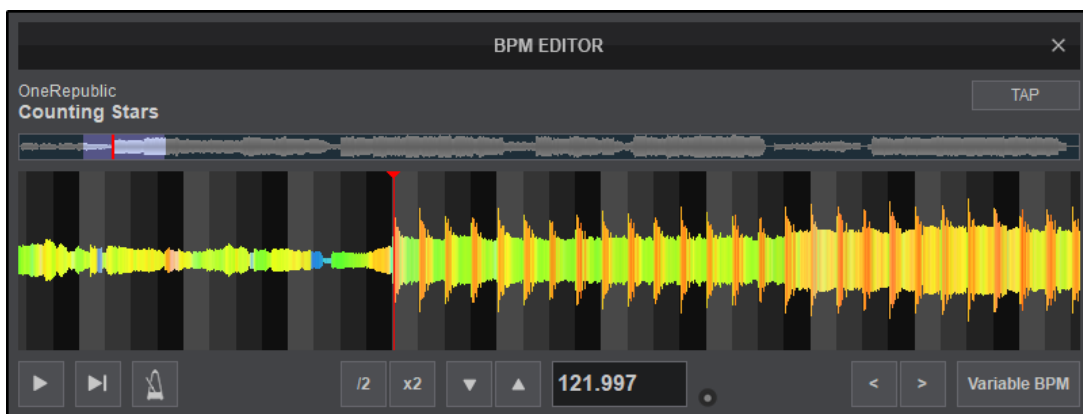 BPM EDITOR
OneRepublic
TAP
Counting Stars
/2 x2 121.997 < > Variable BPM